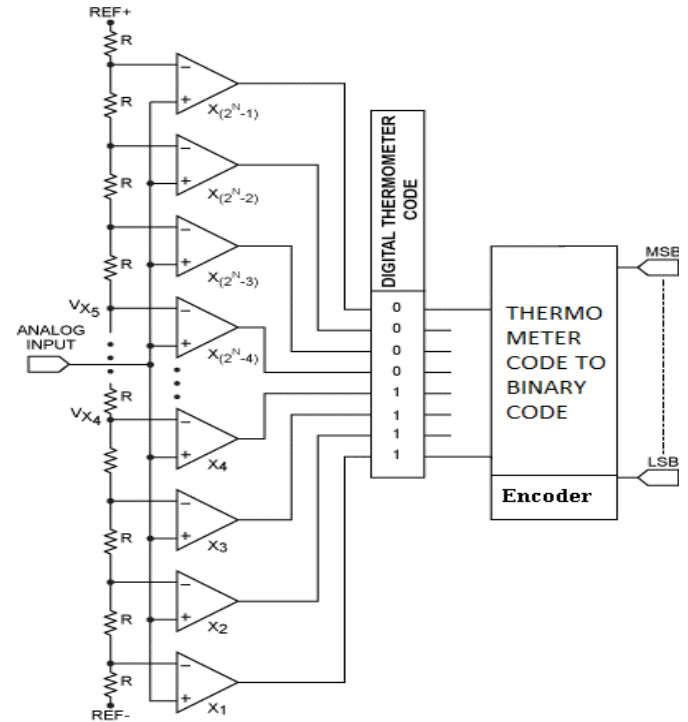 REF+
R
R
X(2^N-1)
R
X(2^N-2)
R
X(2^N-3)
VX5
X(2^N-4)
ANALOG
INPUT
R
VX4
X4
R
X3
R
X2
R
X1
R
REF-
DIGITAL THERMOMETER
CODE
0
0
0
0
1
1
1
1
THERMO
METER
CODE TO
BINARY
CODE
Encoder
MSB
LSB